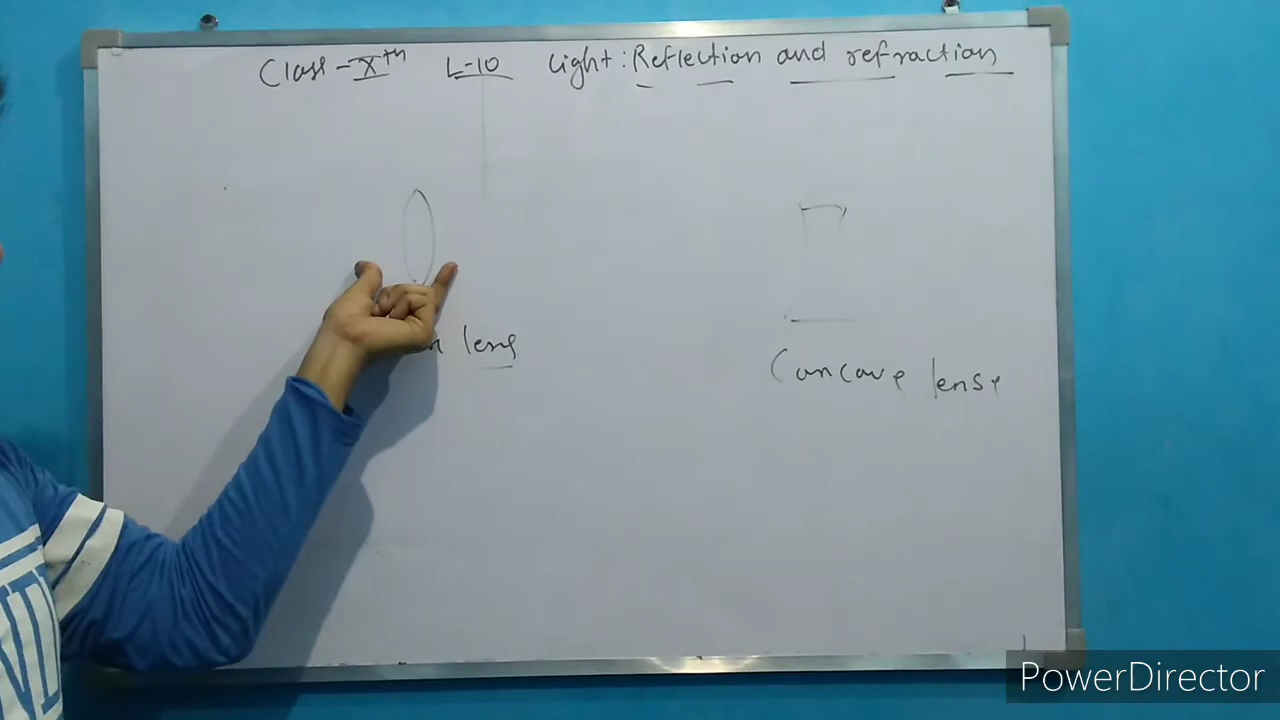 Class-Xth L-10 Light: Reflection and refraction
lens
Concave lense
PowerDirector